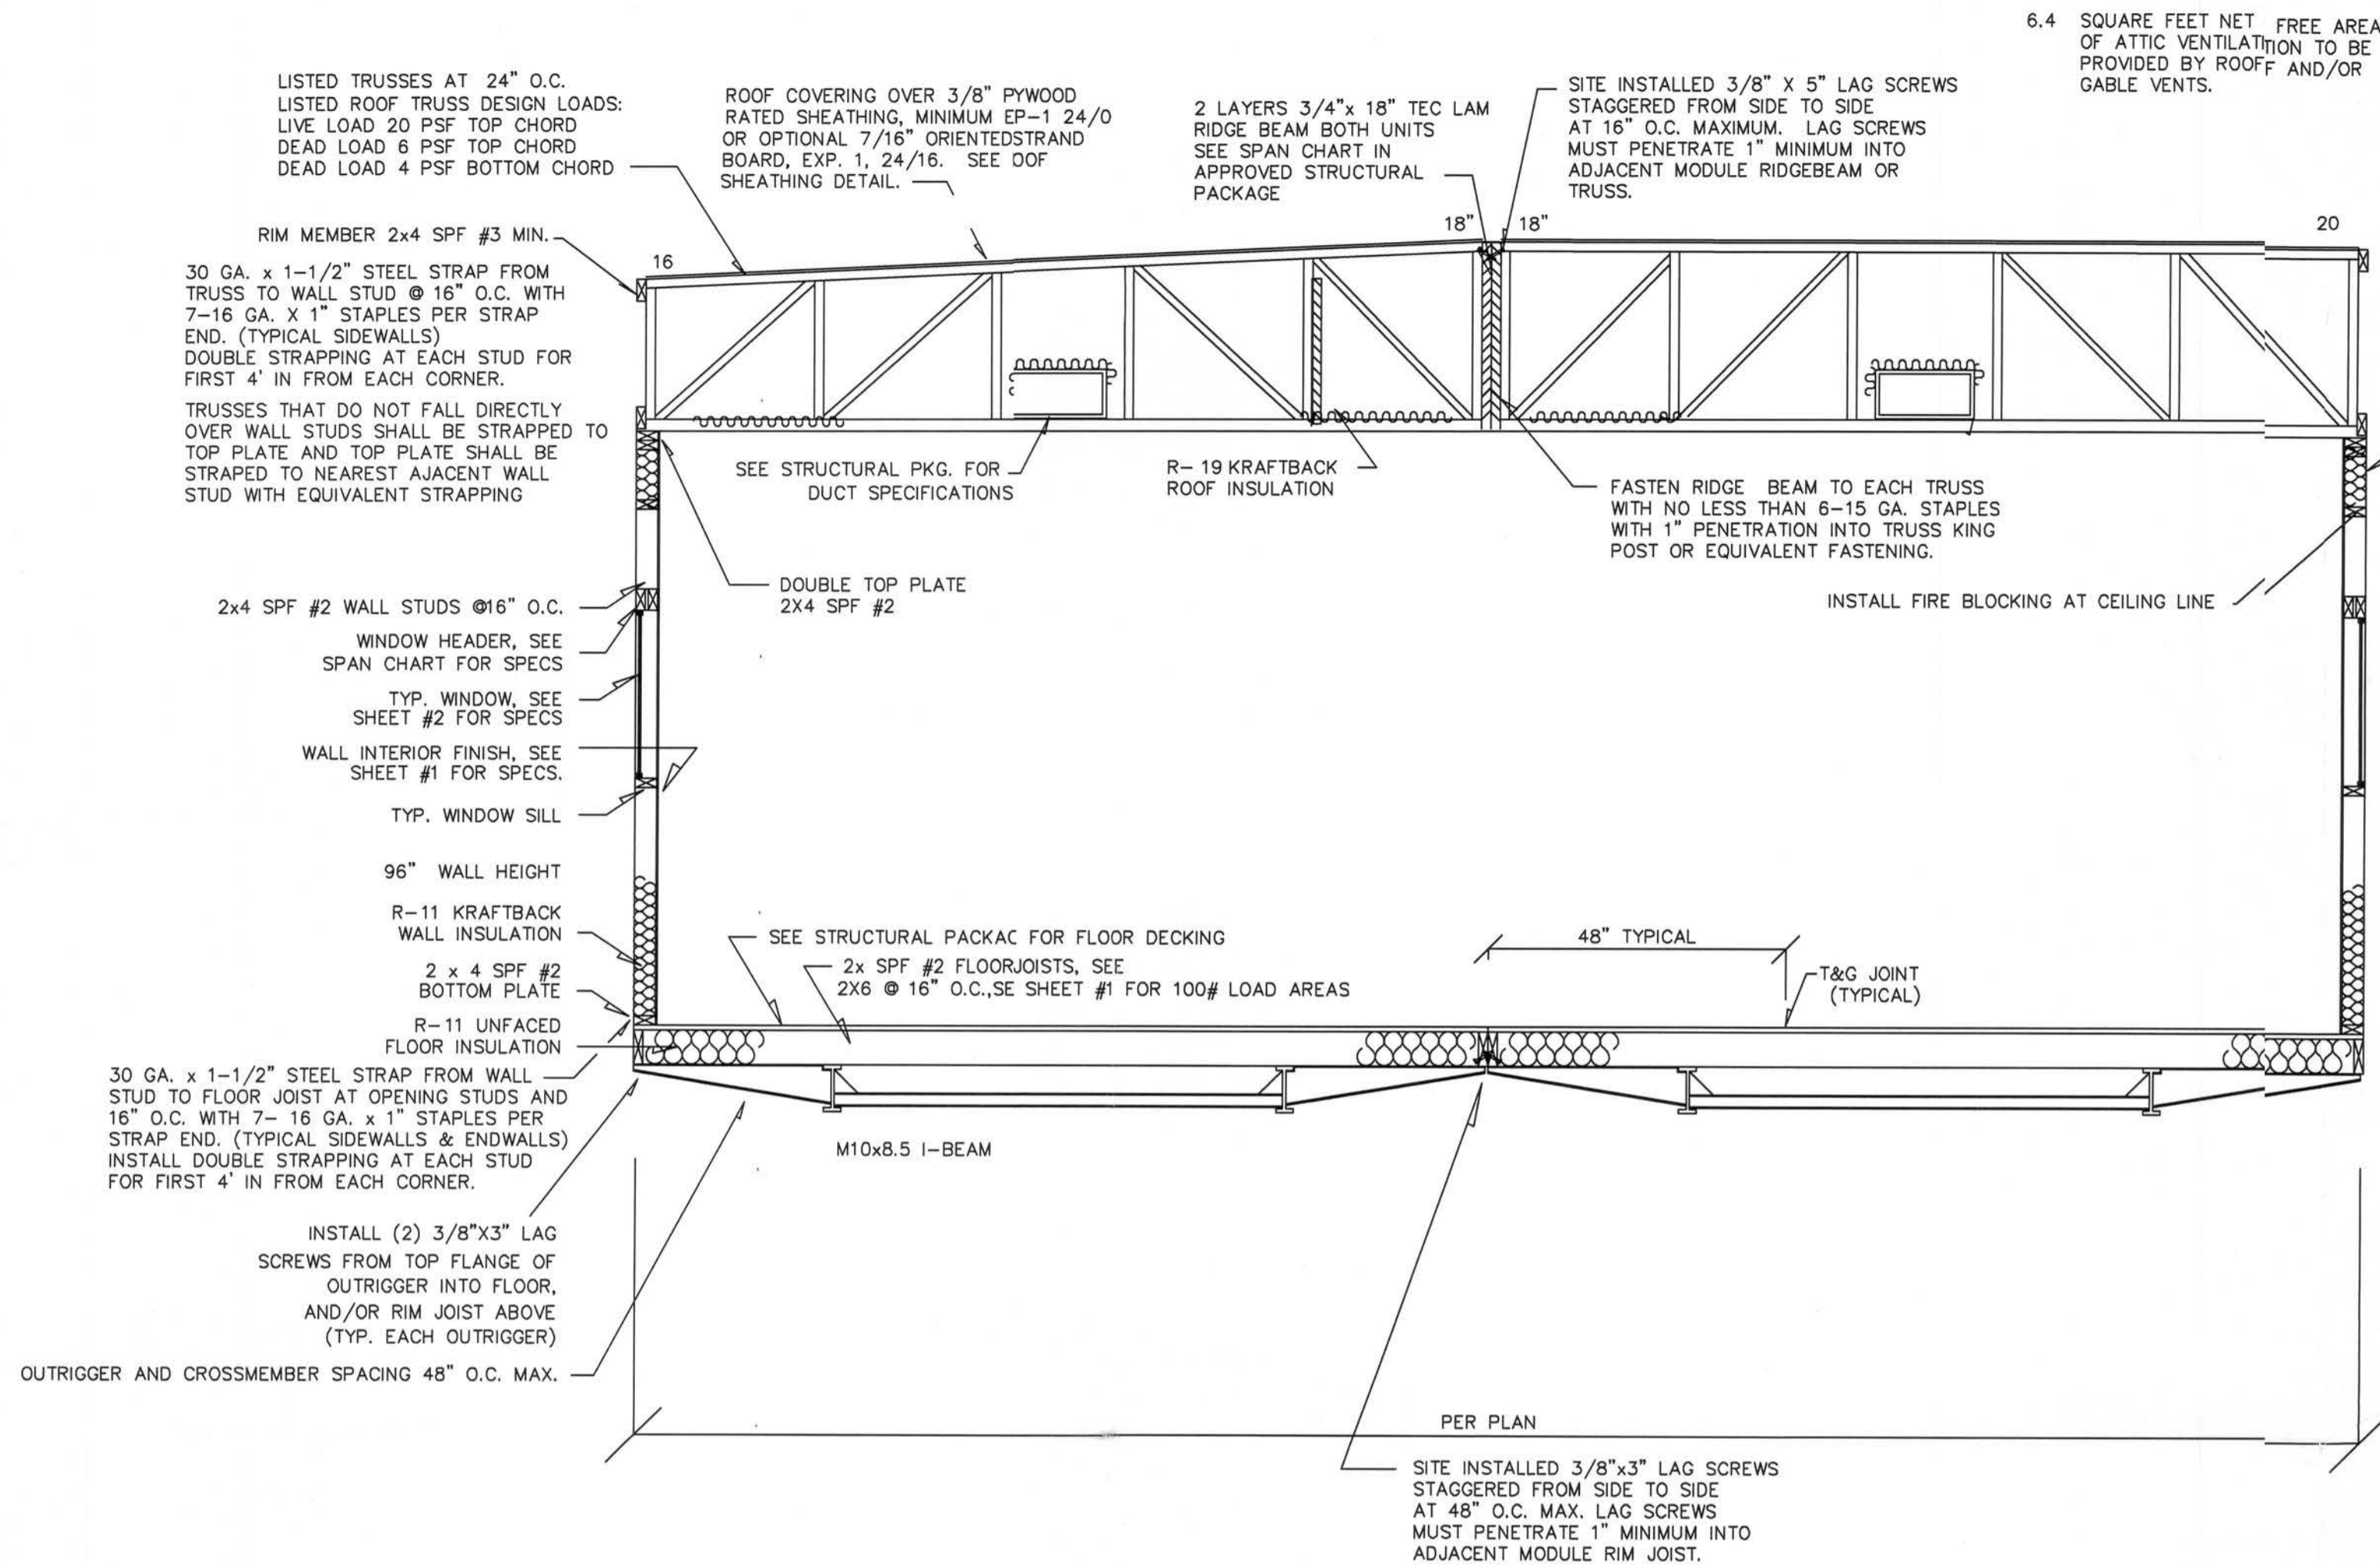 6.4 SQUARE FEET NET FREE AREA
OF ATTIC VENTILATITION TO BE
PROVIDED BY ROOFF AND/OR
GABLE VENTS.
LISTED TRUSSES AT 24" O.C.
LISTED ROOF TRUSS DESIGN LOADS:
LIVE LOAD 20 PSF TOP CHORD
DEAD LOAD 6 PSF TOP CHORD
DEAD LOAD 4 PSF BOTTOM CHORD
ROOF COVERING OVER 3/8" PYWOOD
RATED SHEATHING, MINIMUM EP-1 24/0
OR OPTIONAL 7/16" ORIENTEDSTRAND
BOARD, EXP. 1, 24/16. SEE OOF
SHEATHING DETAIL.
2 LAYERS 3/4"x 18" TEC LAM
RIDGE BEAM BOTH UNITS
SEE SPAN CHART IN
APPROVED STRUCTURAL
PACKAGE
SITE INSTALLED 3/8" X 5" LAG SCREWS
STAGGERED FROM SIDE TO SIDE
AT 16" O.C. MAXIMUM. LAG SCREWS
MUST PENETRATE 1" MINIMUM INTO
ADJACENT MODULE RIDGEBEAM OR
TRUSS.
RIM MEMBER 2x4 SPF #3 MIN.
16
18"
18"
20
30 GA. x 1-1/2" STEEL STRAP FROM
TRUSS TO WALL STUD @ 16" O.C. WITH
7-16 GA. X 1" STAPLES PER STRAP
END. (TYPICAL SIDEWALLS)
DOUBLE STRAPPING AT EACH STUD FOR
FIRST 4' IN FROM EACH CORNER.
TRUSSES THAT DO NOT FALL DIRECTLY
OVER WALL STUDS SHALL BE STRAPPED TO
TOP PLATE AND TOP PLATE SHALL BE
STRAPED TO NEAREST AJACENT WALL
STUD WITH EQUIVALENT STRAPPING
SEE STRUCTURAL PKG. FOR
DUCT SPECIFICATIONS
R- 19 KRAFTBACK
ROOF INSULATION
FASTEN RIDGE BEAM TO EACH TRUSS
WITH NO LESS THAN 6-15 GA. STAPLES
WITH 1" PENETRATION INTO TRUSS KING
POST OR EQUIVALENT FASTENING.
DOUBLE TOP PLATE
2X4 SPF #2
INSTALL FIRE BLOCKING AT CEILING LINE
2x4 SPF #2 WALL STUDS @16" O.C.
WINDOW HEADER, SEE
SPAN CHART FOR SPECS
TYP. WINDOW, SEE
SHEET #2 FOR SPECS
WALL INTERIOR FINISH, SEE
SHEET #1 FOR SPECS.
TYP. WINDOW SILL
96" WALL HEIGHT
R-11 KRAFTBACK
WALL INSULATION
2 x 4 SPF #2
BOTTOM PLATE
R-11 UNFACED
FLOOR INSULATION
SEE STRUCTURAL PACKAC FOR FLOOR DECKING
2x SPF #2 FLOORJOISTS, SEE
2X6 @ 16" O.C.,SE SHEET #1 FOR 100# LOAD AREAS
48" TYPICAL
T&G JOINT
(TYPICAL)
30 GA. x 1-1/2" STEEL STRAP FROM WALL
STUD TO FLOOR JOIST AT OPENING STUDS AND
16" O.C. WITH 7- 16 GA. x 1" STAPLES PER
STRAP END. (TYPICAL SIDEWALLS & ENDWALLS)
INSTALL DOUBLE STRAPPING AT EACH STUD
FOR FIRST 4' IN FROM EACH CORNER.
M10x8.5 I-BEAM
INSTALL (2) 3/8"X3" LAG
SCREWS FROM TOP FLANGE OF
OUTRIGGER INTO FLOOR,
AND/OR RIM JOIST ABOVE
(TYP. EACH OUTRIGGER)
OUTRIGGER AND CROSSMEMBER SPACING 48" O.C. MAX.
PER PLAN
SITE INSTALLED 3/8"x3" LAG SCREWS
STAGGERED FROM SIDE TO SIDE
AT 48" O.C. MAX. LAG SCREWS
MUST PENETRATE 1" MINIMUM INTO
ADJACENT MODULE RIM JOIST.